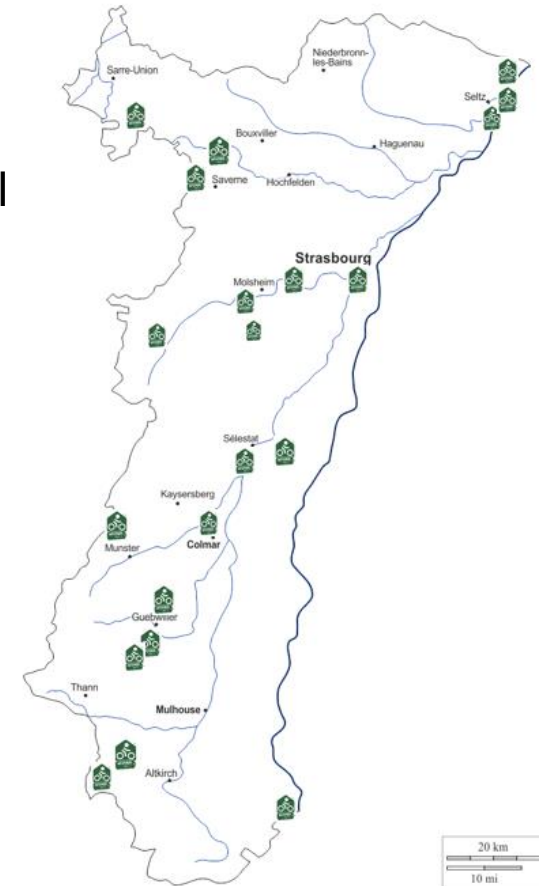 Niederbronn-
les-Bains
Sarre-Union
Seltz
Bouxviller
Haguenau
Saverne
Hochfelden
Strasbourg
Molsheim
Sélestat
Kaysersberg
Colmar
Munster
Guebwiller
Thann
Mulhouse
Altkirch
20 km
10 mi